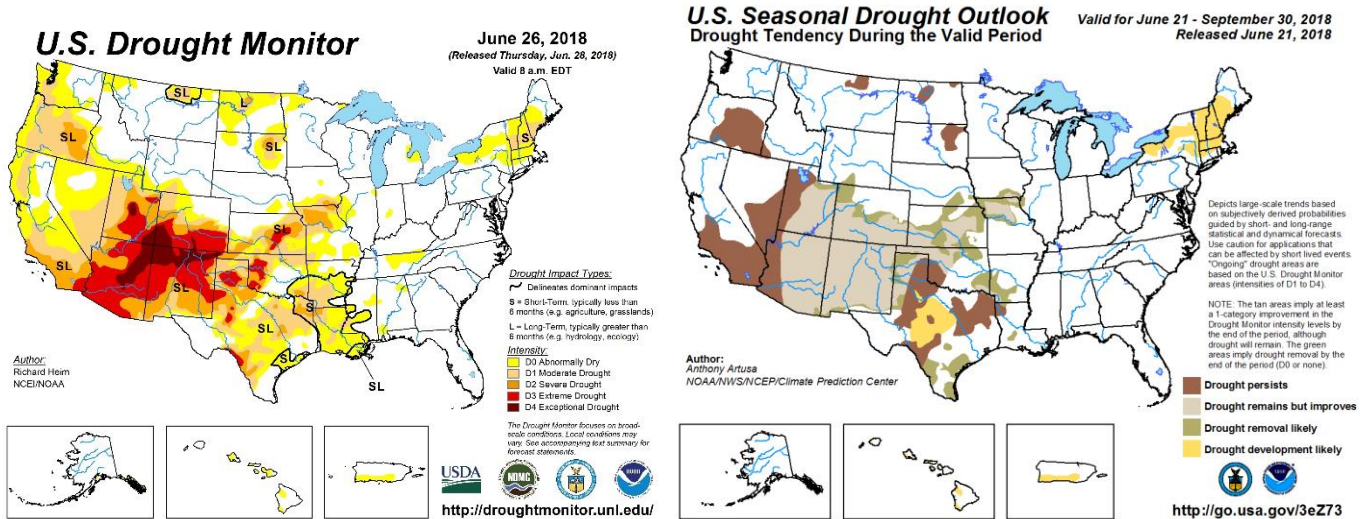 U.S. Drought Monitor
June 26, 2018
(Released Thursday, Jun. 28, 2018)
Valid 8 a.m. EDT
SL
L
SL
SL
S
SL
SL
SL
S
SL
S
SL
Drought Impact Types:
Delineates dominant impacts
S = Short-Term, typically less than
6 months (e.g. agriculture, grasslands)
L = Long-Term, typically greater than
6 months (e.g. hydrology, ecology)
Intensity:
D0 Abnormally Dry
D1 Moderate Drought
D2 Severe Drought
D3 Extreme Drought
D4 Exceptional Drought
Author:
Richard Heim
NCEI/NOAA
The Drought Monitor focuses on broad-
scale conditions. Local conditions may
vary. See accompanying text summary for
forecast statements.
USDA
NDMC
http://droughtmonitor.unl.edu/
U.S. Seasonal Drought Outlook
Drought Tendency During the Valid Period
Valid for June 21 - September 30, 2018
Released June 21, 2018
Depicts large-scale trends based
on subjectively derived probabilities
guided by short- and long-range
statistical and dynamical forecasts.
Use caution for applications that
can be affected by short lived events.
"Ongoing" drought areas are
based on the U.S. Drought Monitor
areas (intensities of D1 to D4).
NOTE: The tan areas imply at least
a 1-category improvement in the
Drought Monitor intensity levels by
the end of the period, although
drought will remain. The green
areas imply drought removal by the
end of the period (D0 or none).
Author:
Anthony Artusa
NOAA/NWS/NCEP/Climate Prediction Center
Drought persists
Drought remains but improves
Drought removal likely
Drought development likely
http://go.usa.gov/3eZ73